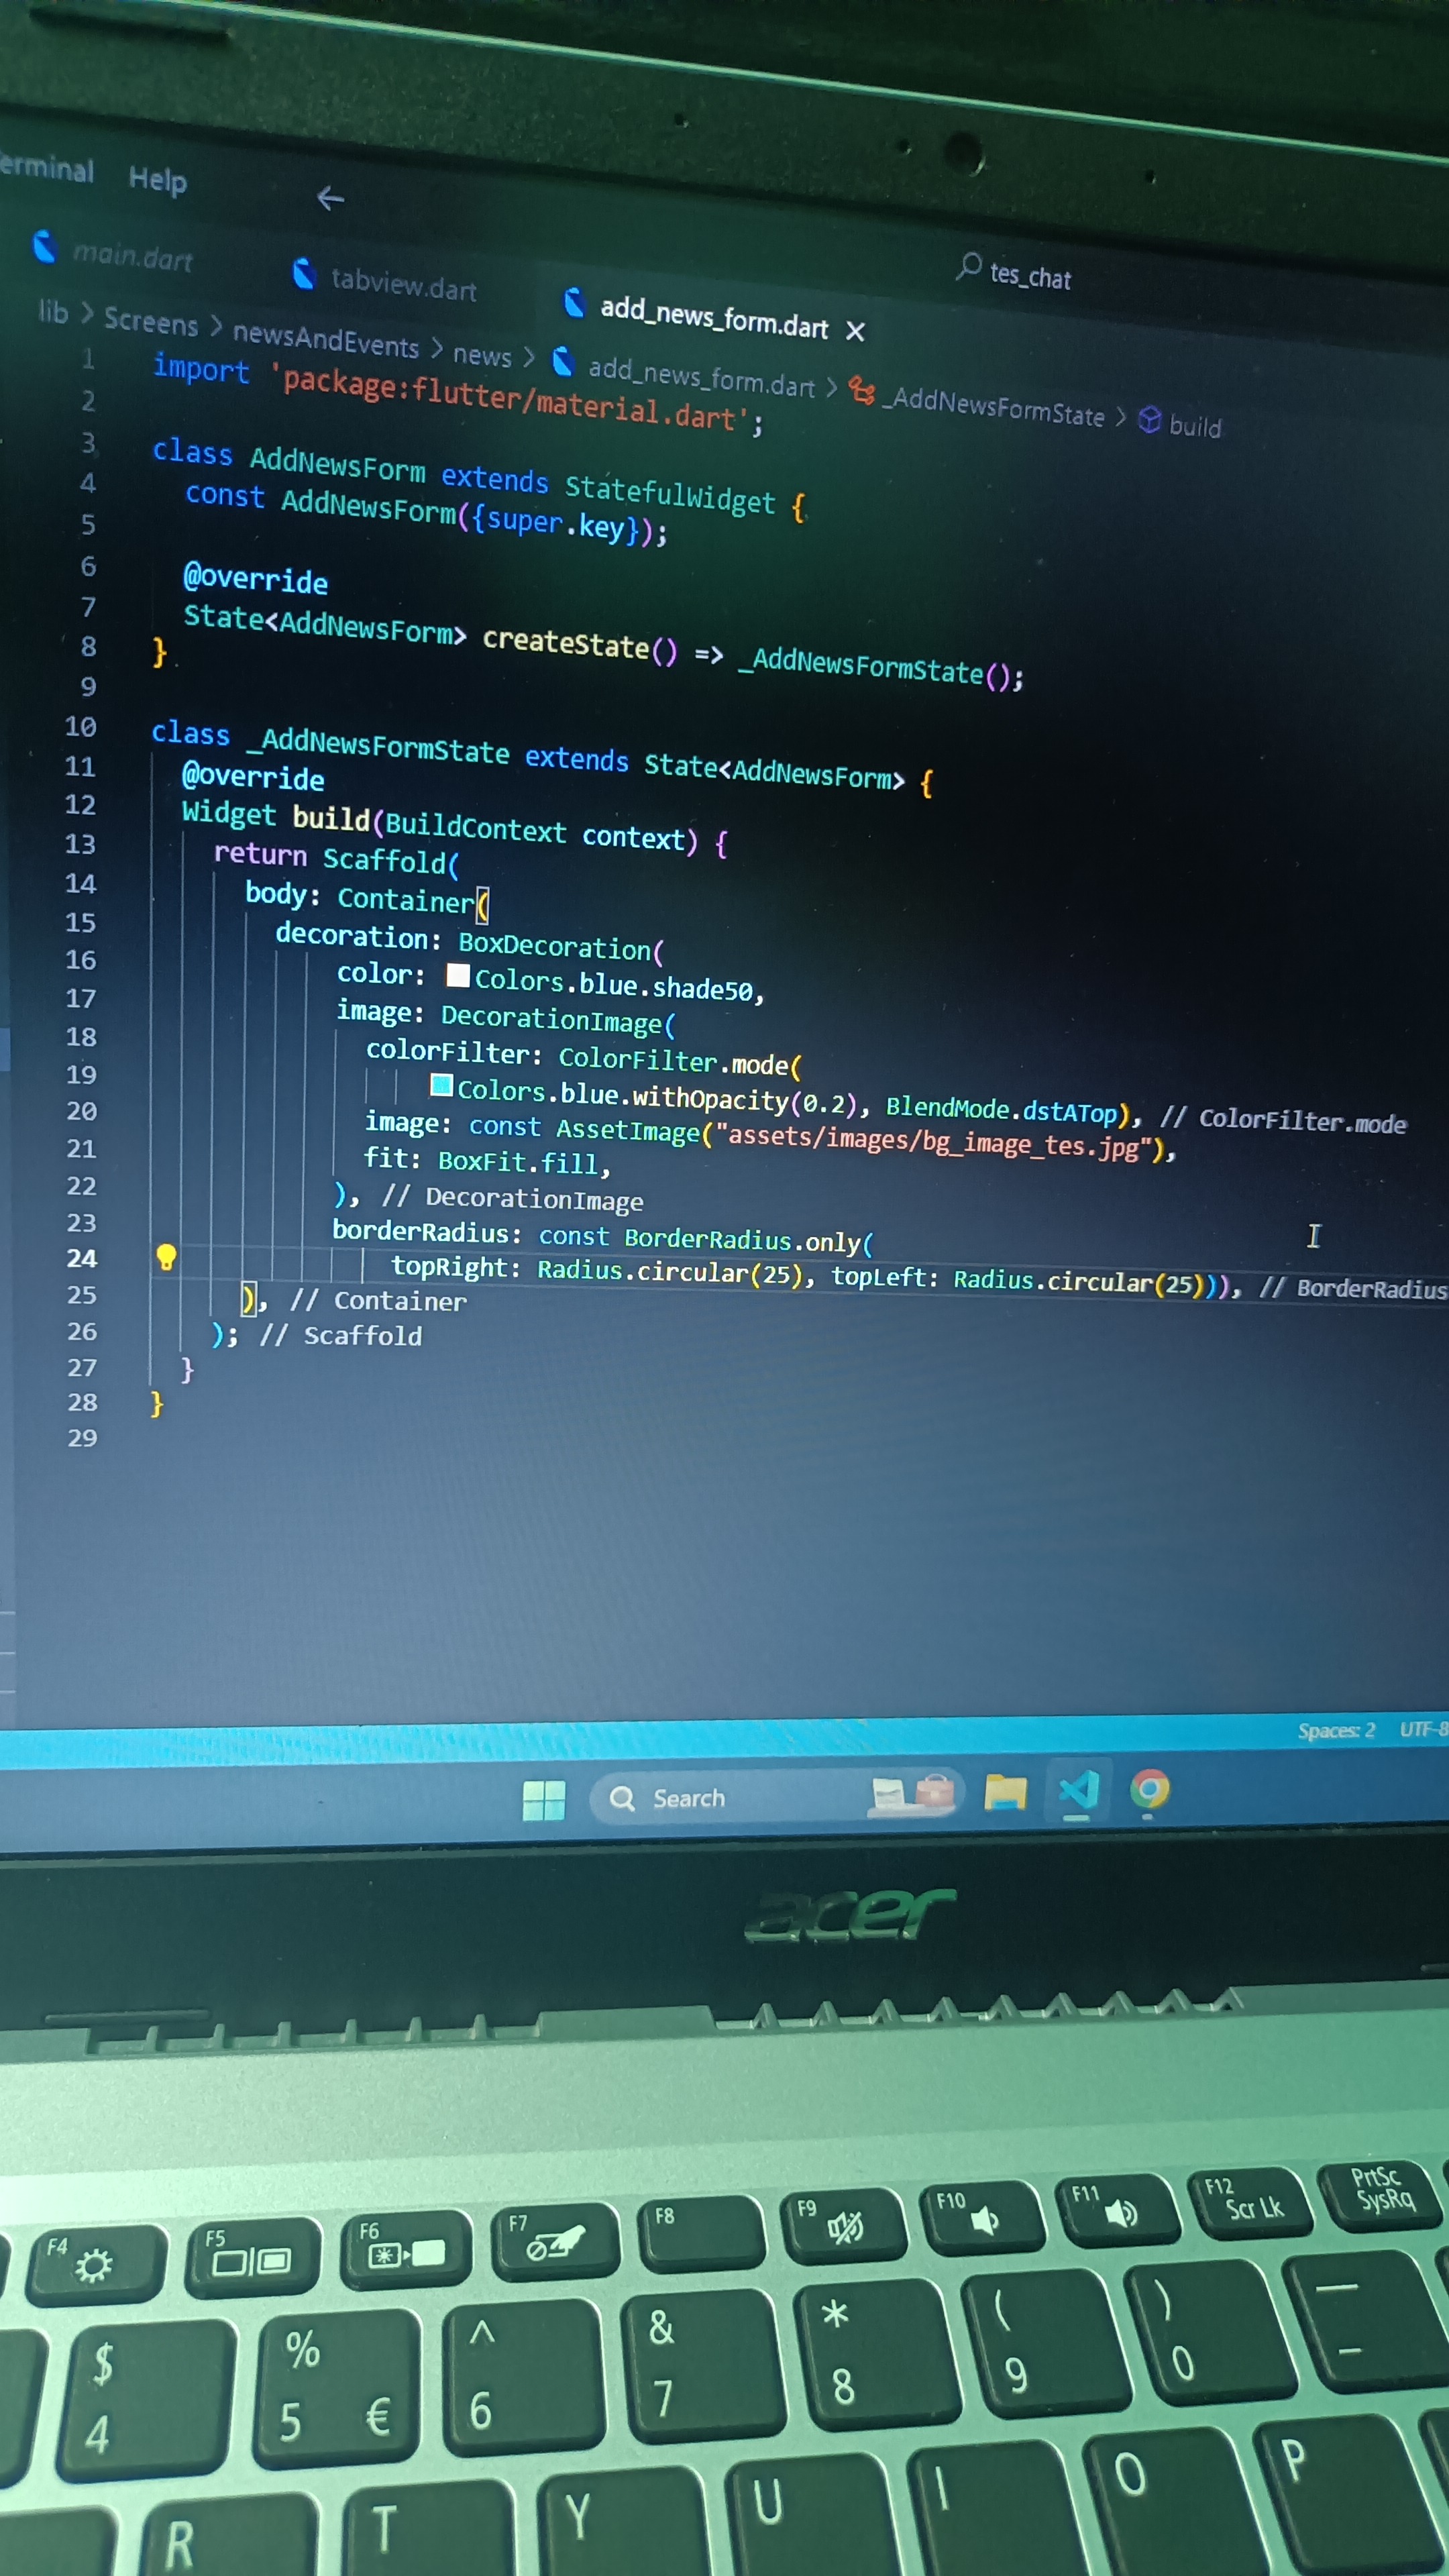 erminal Help
tes_chat
main.dart tabview.dart add_news_form.dart
lib > Screens > newsAndEvents > news > add_news_form.dart > _AddNewsFormState > build
1 import 'package:flutter/material.dart';
2
3 class AddNewsForm extends StatefulWidget {
4 const AddNewsForm({super.key});
5
6 @override
7 State<AddNewsForm> createState() => _AddNewsFormState();
8 }
9
10 class _AddNewsFormState extends State<AddNewsForm> {
11 @override
12 Widget build(BuildContext context) {
13 return Scaffold(
14 body: Container(
15 decoration: BoxDecoration(
16 color: Colors.blue.shade50,
17 image: DecorationImage(
18 colorFilter: ColorFilter.mode(
19 Colors.blue.withOpacity(0.2), BlendMode.dstATop), // ColorFilter.mode
20 image: const AssetImage("assets/images/bg_image_tes.jpg"),
21 fit: BoxFit.fill,
22 ), // DecorationImage
23 borderRadius: const BorderRadius.only(
24 topRight: Radius.circular(25), topLeft: Radius.circular(25))), // BorderRadius
25 ), // Container
26 ); // Scaffold
27 }
28 }
29
Spaces: 2 UTF-8
Search
acer
F4 F5 F6 F7 F8 F9 F10 F11 F12 Scr Lk PrtSc SysRq
$ 4 % 5 € ^ 6 & 7 * 8 ( 9 ) 0 _ -
R T Y U I O P